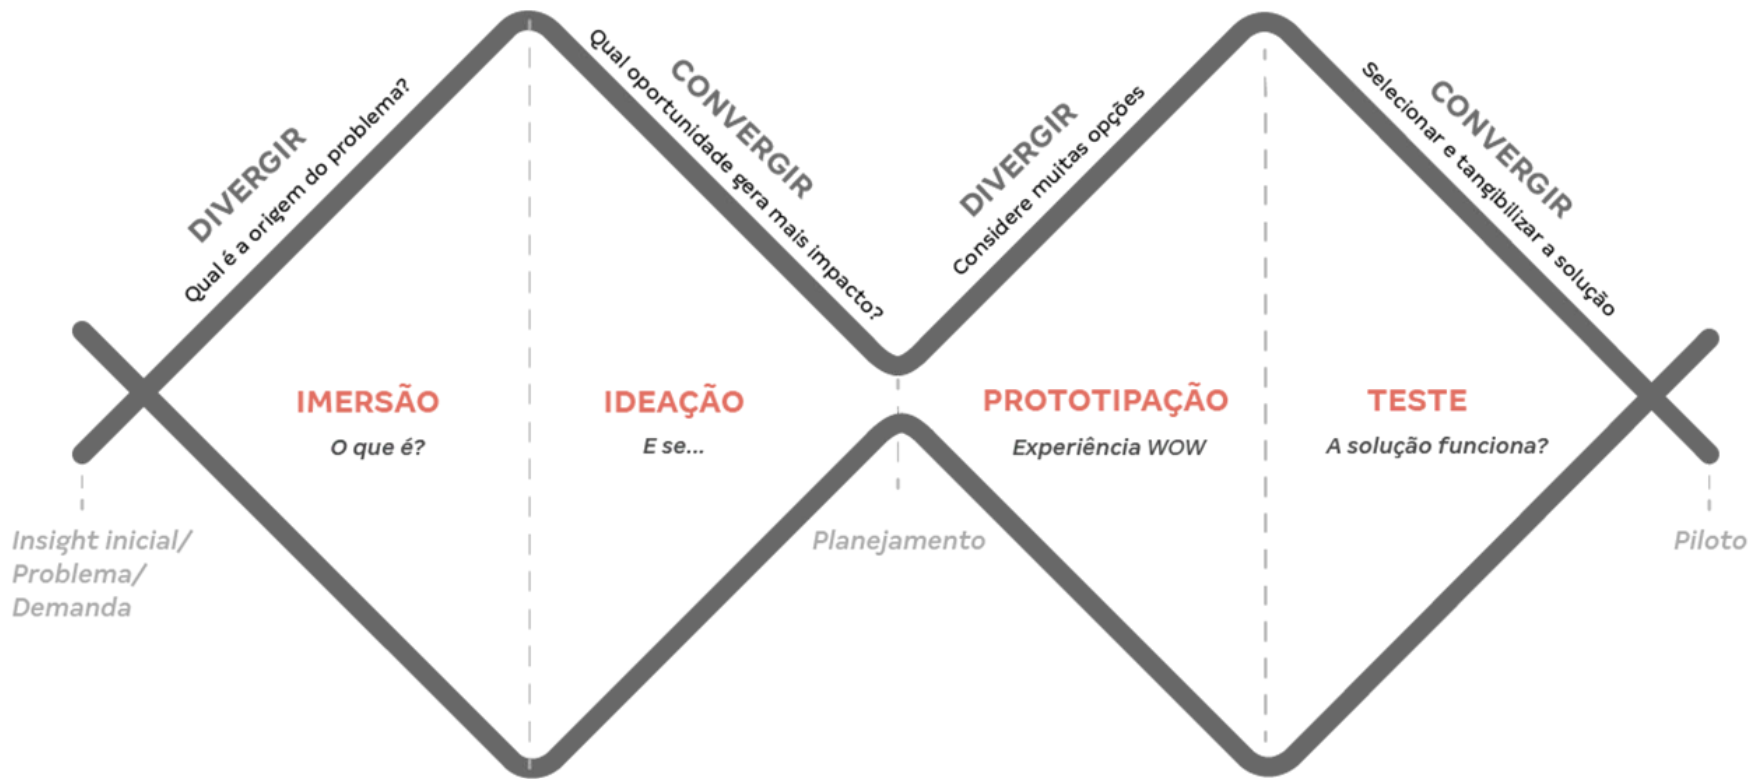 DIVERGIR
Qual é a origem do problema?
CONVERGIR
Qual oportunidade gera mais impacto?
DIVERGIR
Considere muitas opções
CONVERGIR
Selecionar e tangibilizar a solução
IMERSÃO
O que é?
IDEAÇÃO
E se...
PROTOTIPAÇÃO
Experiência WOW
TESTE
A solução funciona?
Insight inicial/
Problema/
Demanda
Planejamento
Piloto